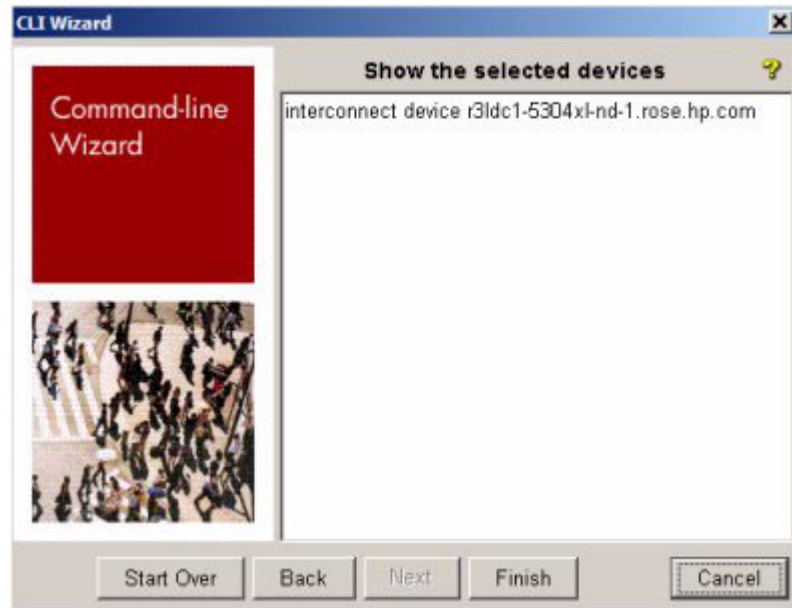 CLI Wizard
Command-line
Wizard
Show the selected devices
?
interconnect device r3ldc1-5304xl-nd-1.rose.hp.com
Start Over
Back
Next
Finish
Cancel